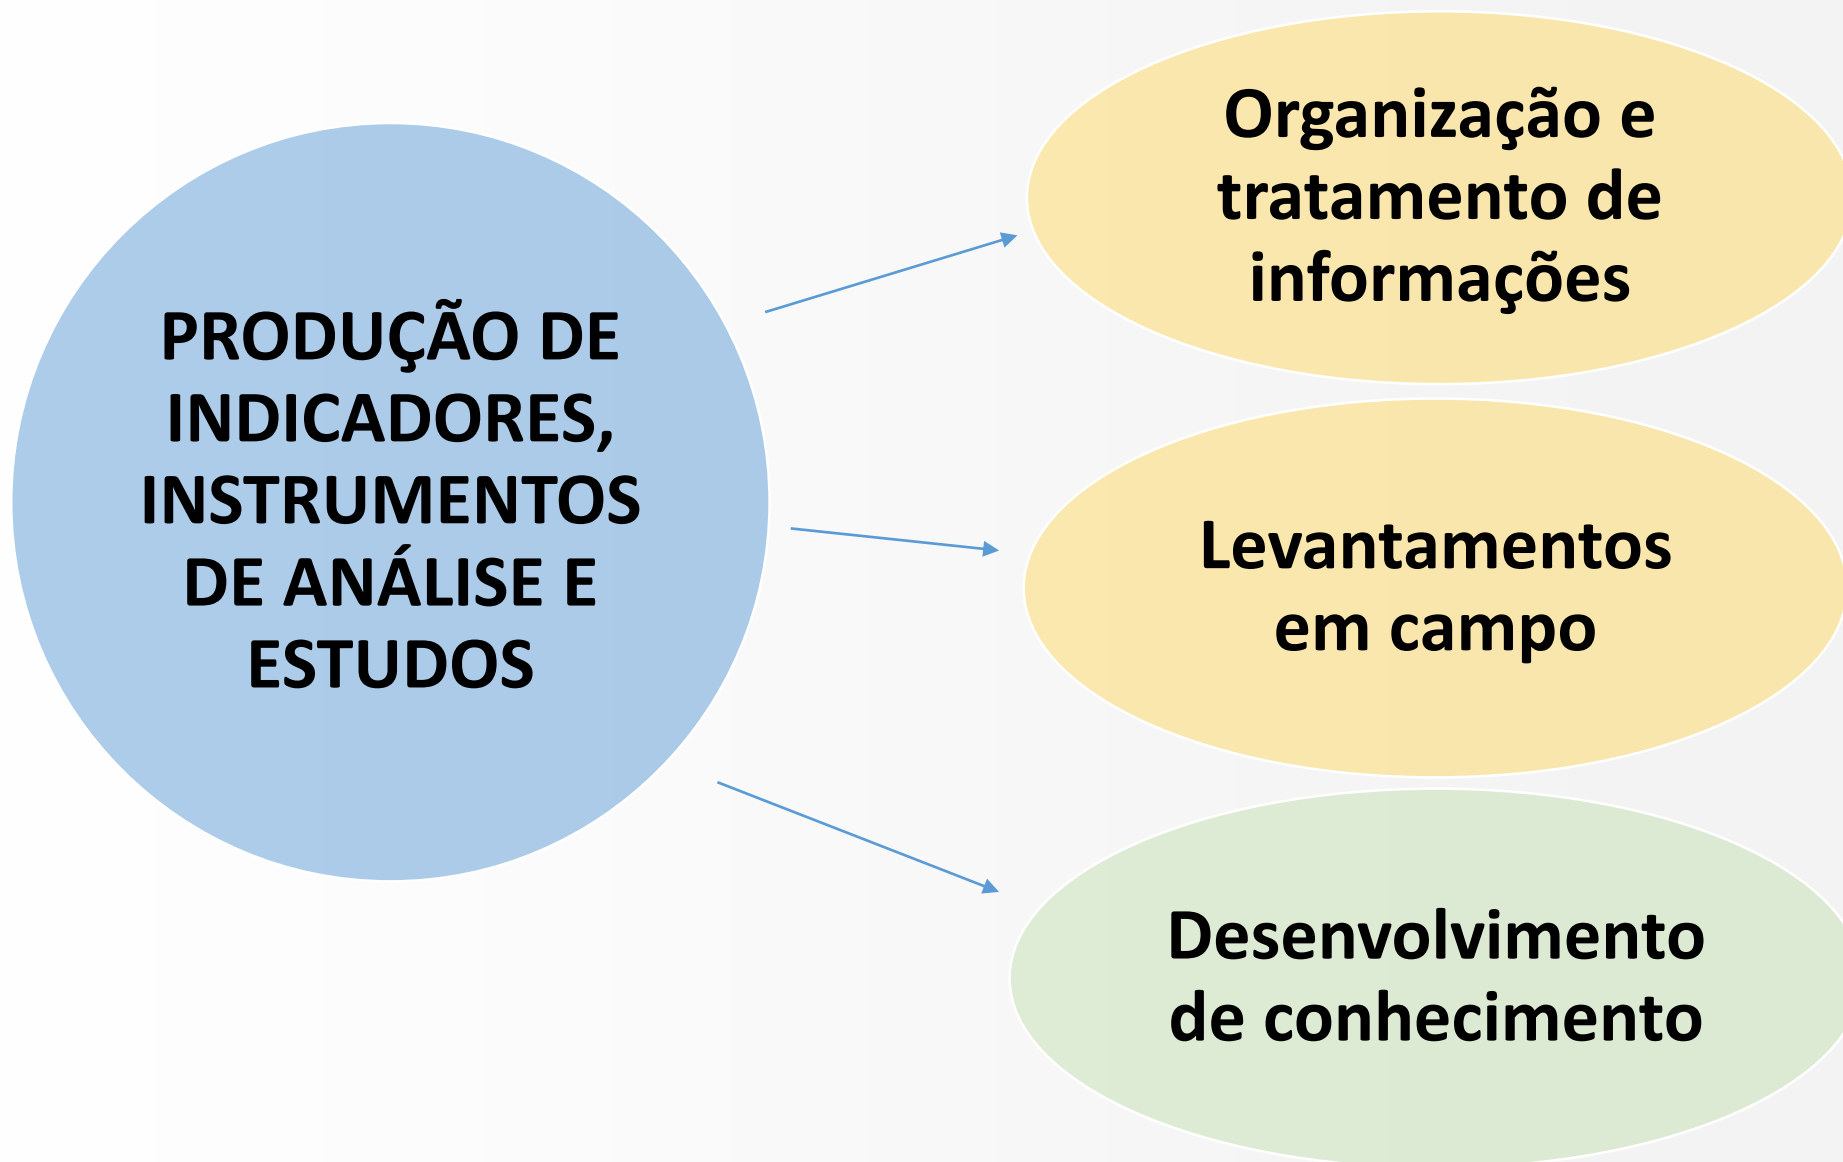 PRODUÇÃO DE
INDICADORES,
INSTRUMENTOS
DE ANÁLISE E
ESTUDOS
Organização e
tratamento de
informações
Levantamentos
em campo
Desenvolvimento
de conhecimento